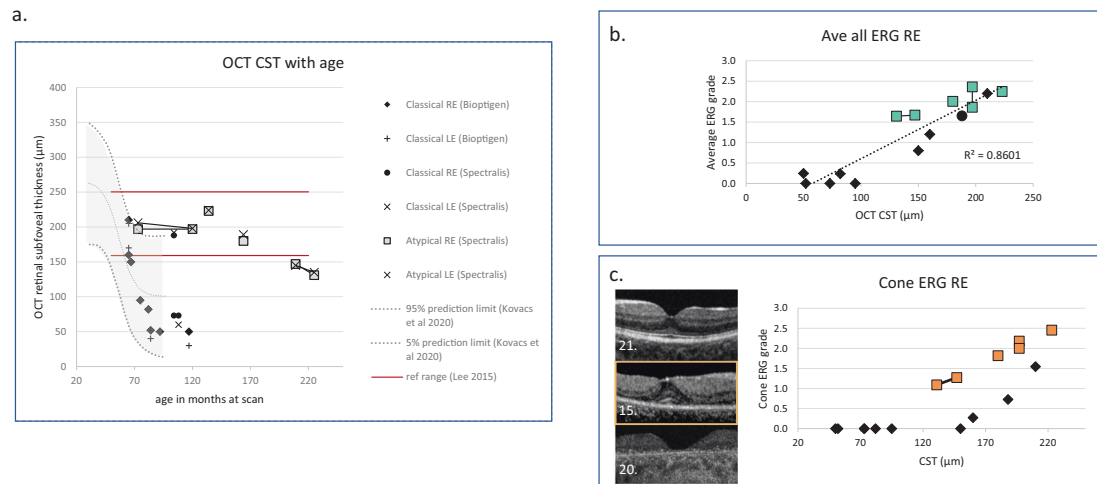 a.
OCT CST with age
400
350
300
250
200
150
100
50
0
OCT retinal subfoveal thickness (µm)
20
70
120
170
220
age in months at scan
Classical RE (Bioptigen)
Classical LE (Bioptigen)
Classical RE (Spectralis)
Classical LE (Spectralis)
Atypical RE (Spectralis)
Atypical LE (Spectralis)
95% prediction limit (Kovacs
et al 2020)
5% prediction limit (Kovacs et
al 2020)
ref range (Lee 2015)
b.
Ave all ERG RE
3.0
2.5
2.0
1.5
1.0
0.5
0.0
Average ERG grade
R² = 0.8601
0
50
100
150
200
250
OCT CST (µm)
c.
Cone ERG RE
21.
15.
20.
3.0
2.5
2.0
1.5
1.0
0.5
0.0
Cone ERG grade
20
70
120
170
220
CST (µm)